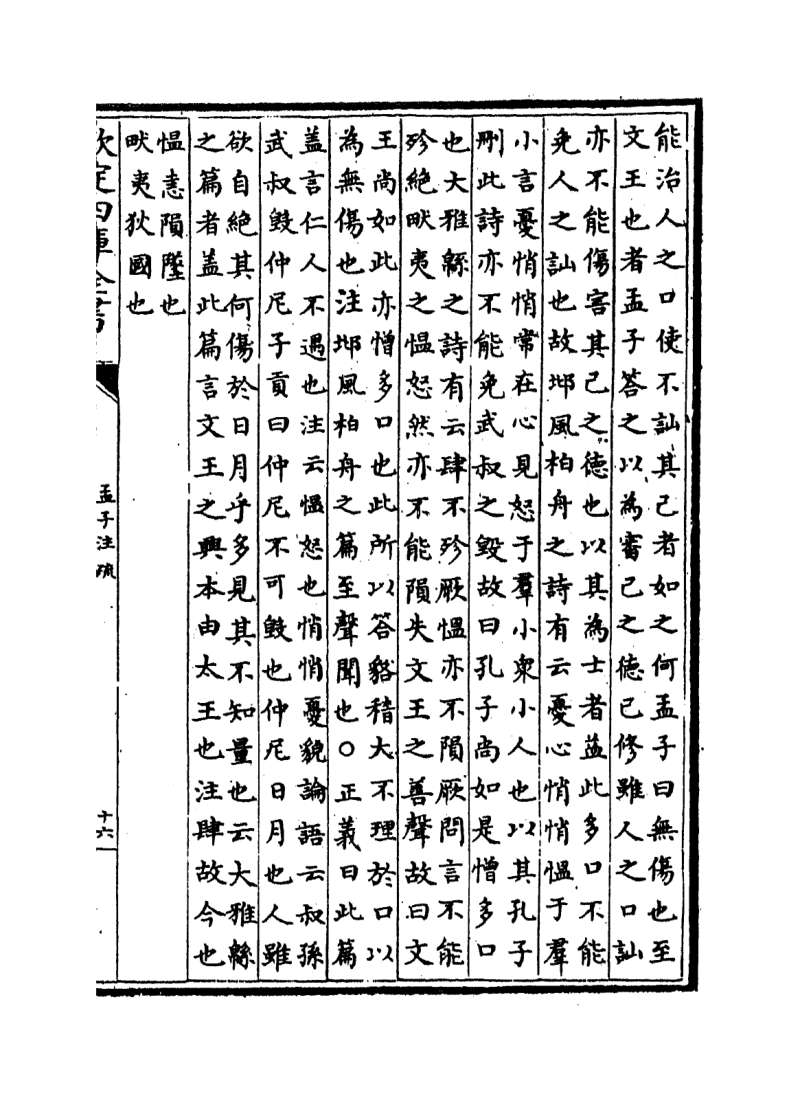 能治人之口使不訕其己者如之何孟子曰無傷也至
文王也者孟子答之以為審己之德已修雖人之口訕
亦不能傷害其己之德也以其為士者益此多口不能
免人之訕也故邶風柏舟之詩有云憂心悄悄愠于羣
小言憂悄悄常在心見怒于羣小衆小人也以其孔子
刪此詩亦不能免武叔之毀故曰孔子尚如是憎多口
也大雅緜之詩有云肆不殄厥愠亦不隕厥問言不能
殄絶畎夷之愠怒然亦不能隕失文王之善聲故曰文
王尚如此亦憎多口也此所以答貉稽大不理於口以
為無傷也注邶風柏舟之篇至聲聞也○正義曰此篇
盖言仁人不遇也注云愠怒也悄悄憂貌論語云叔孫
武叔毀仲尼子貢曰仲尼不可毀也仲尼日月也人雖
欲自絶其何傷於日月乎多見其不知量也云大雅緜
之篇者盖此篇言文王之興本由太王也注肆故今也
愠恚隕墜也
畎夷狄國也
欽定四庫全書
孟子注疏
十六